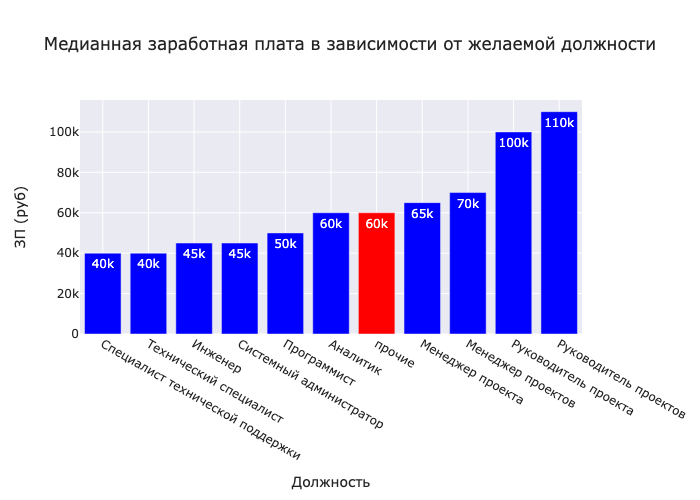 Медианная заработная плата в зависимости от желаемой должности
ЗП (руб)
100k
80k
60k
40k
20k
0
40k
40k
45k
45k
50k
60k
60k
65k
70k
100k
110k
Специалист технической поддержки
Технический специалист
Инженер
Системный администратор
Программист
Аналитик
прочие
Менеджер проекта
Менеджер проектов
Руководитель проекта
Руководитель проектов
Должность